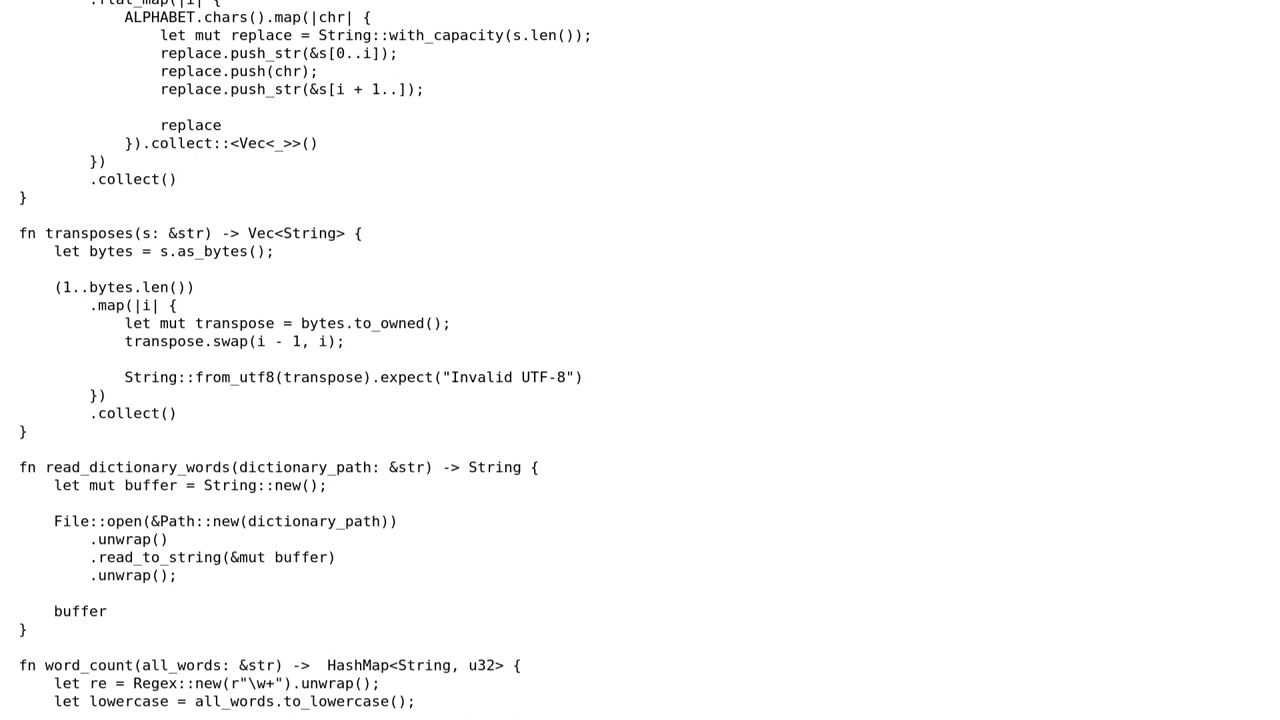 .flat_map(|i| {
ALPHABET.chars().map(|chr| {
let mut replace = String::with_capacity(s.len());
replace.push_str(&s[0..i]);
replace.push(chr);
replace.push_str(&s[i + 1..]);
replace
}).collect::<Vec<_>>()
})
.collect()
}
fn transposes(s: &str) -> Vec<String> {
let bytes = s.as_bytes();
(1..bytes.len())
.map(|i| {
let mut transpose = bytes.to_owned();
transpose.swap(i - 1, i);
String::from_utf8(transpose).expect("Invalid UTF-8")
})
.collect()
}
fn read_dictionary_words(dictionary_path: &str) -> String {
let mut buffer = String::new();
File::open(&Path::new(dictionary_path))
.unwrap()
.read_to_string(&mut buffer)
.unwrap();
buffer
}
fn word_count(all_words: &str) ->  HashMap<String, u32> {
let re = Regex::new(r"\w+").unwrap();
let lowercase = all_words.to_lowercase();